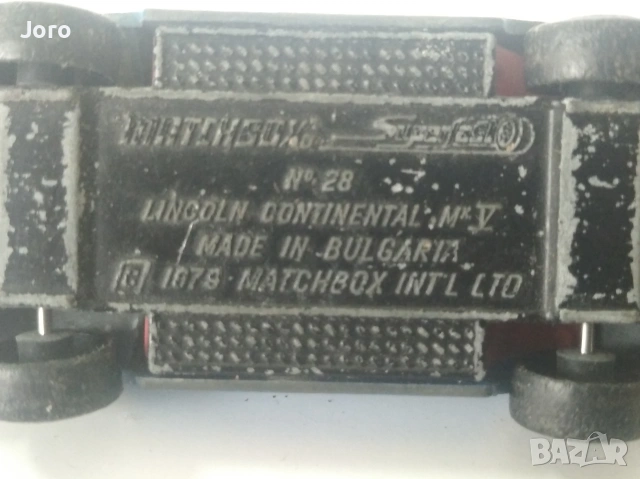 Joro
MATCHBOX Superfast
No. 28
LINCOLN CONTINENTAL MK V
MADE IN BULGARIA
© 1979 MATCHBOX INT'L LTD
BAZAR